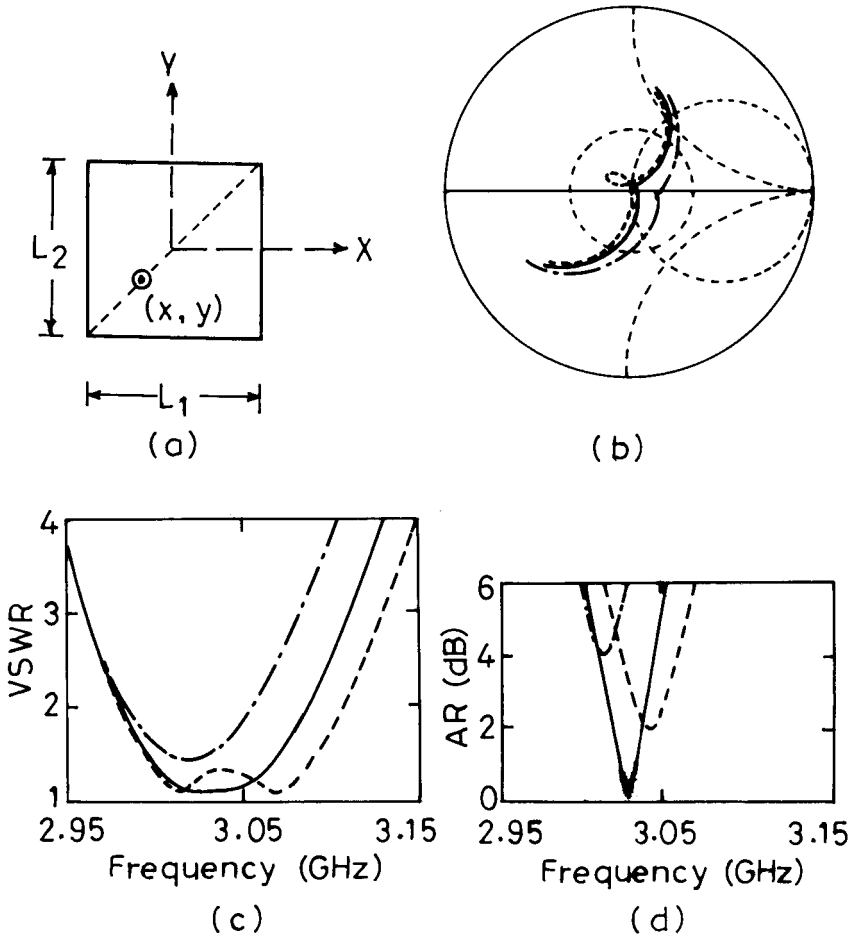 Y
X
L2
(x, y)
L1
(a)
(b)
4
3
2
1
VSWR
2.95 3.05 3.15
Frequency (GHz)
(c)
6
4
2
0
AR (dB)
2.95 3.05 3.15
Frequency (GHz)
(d)